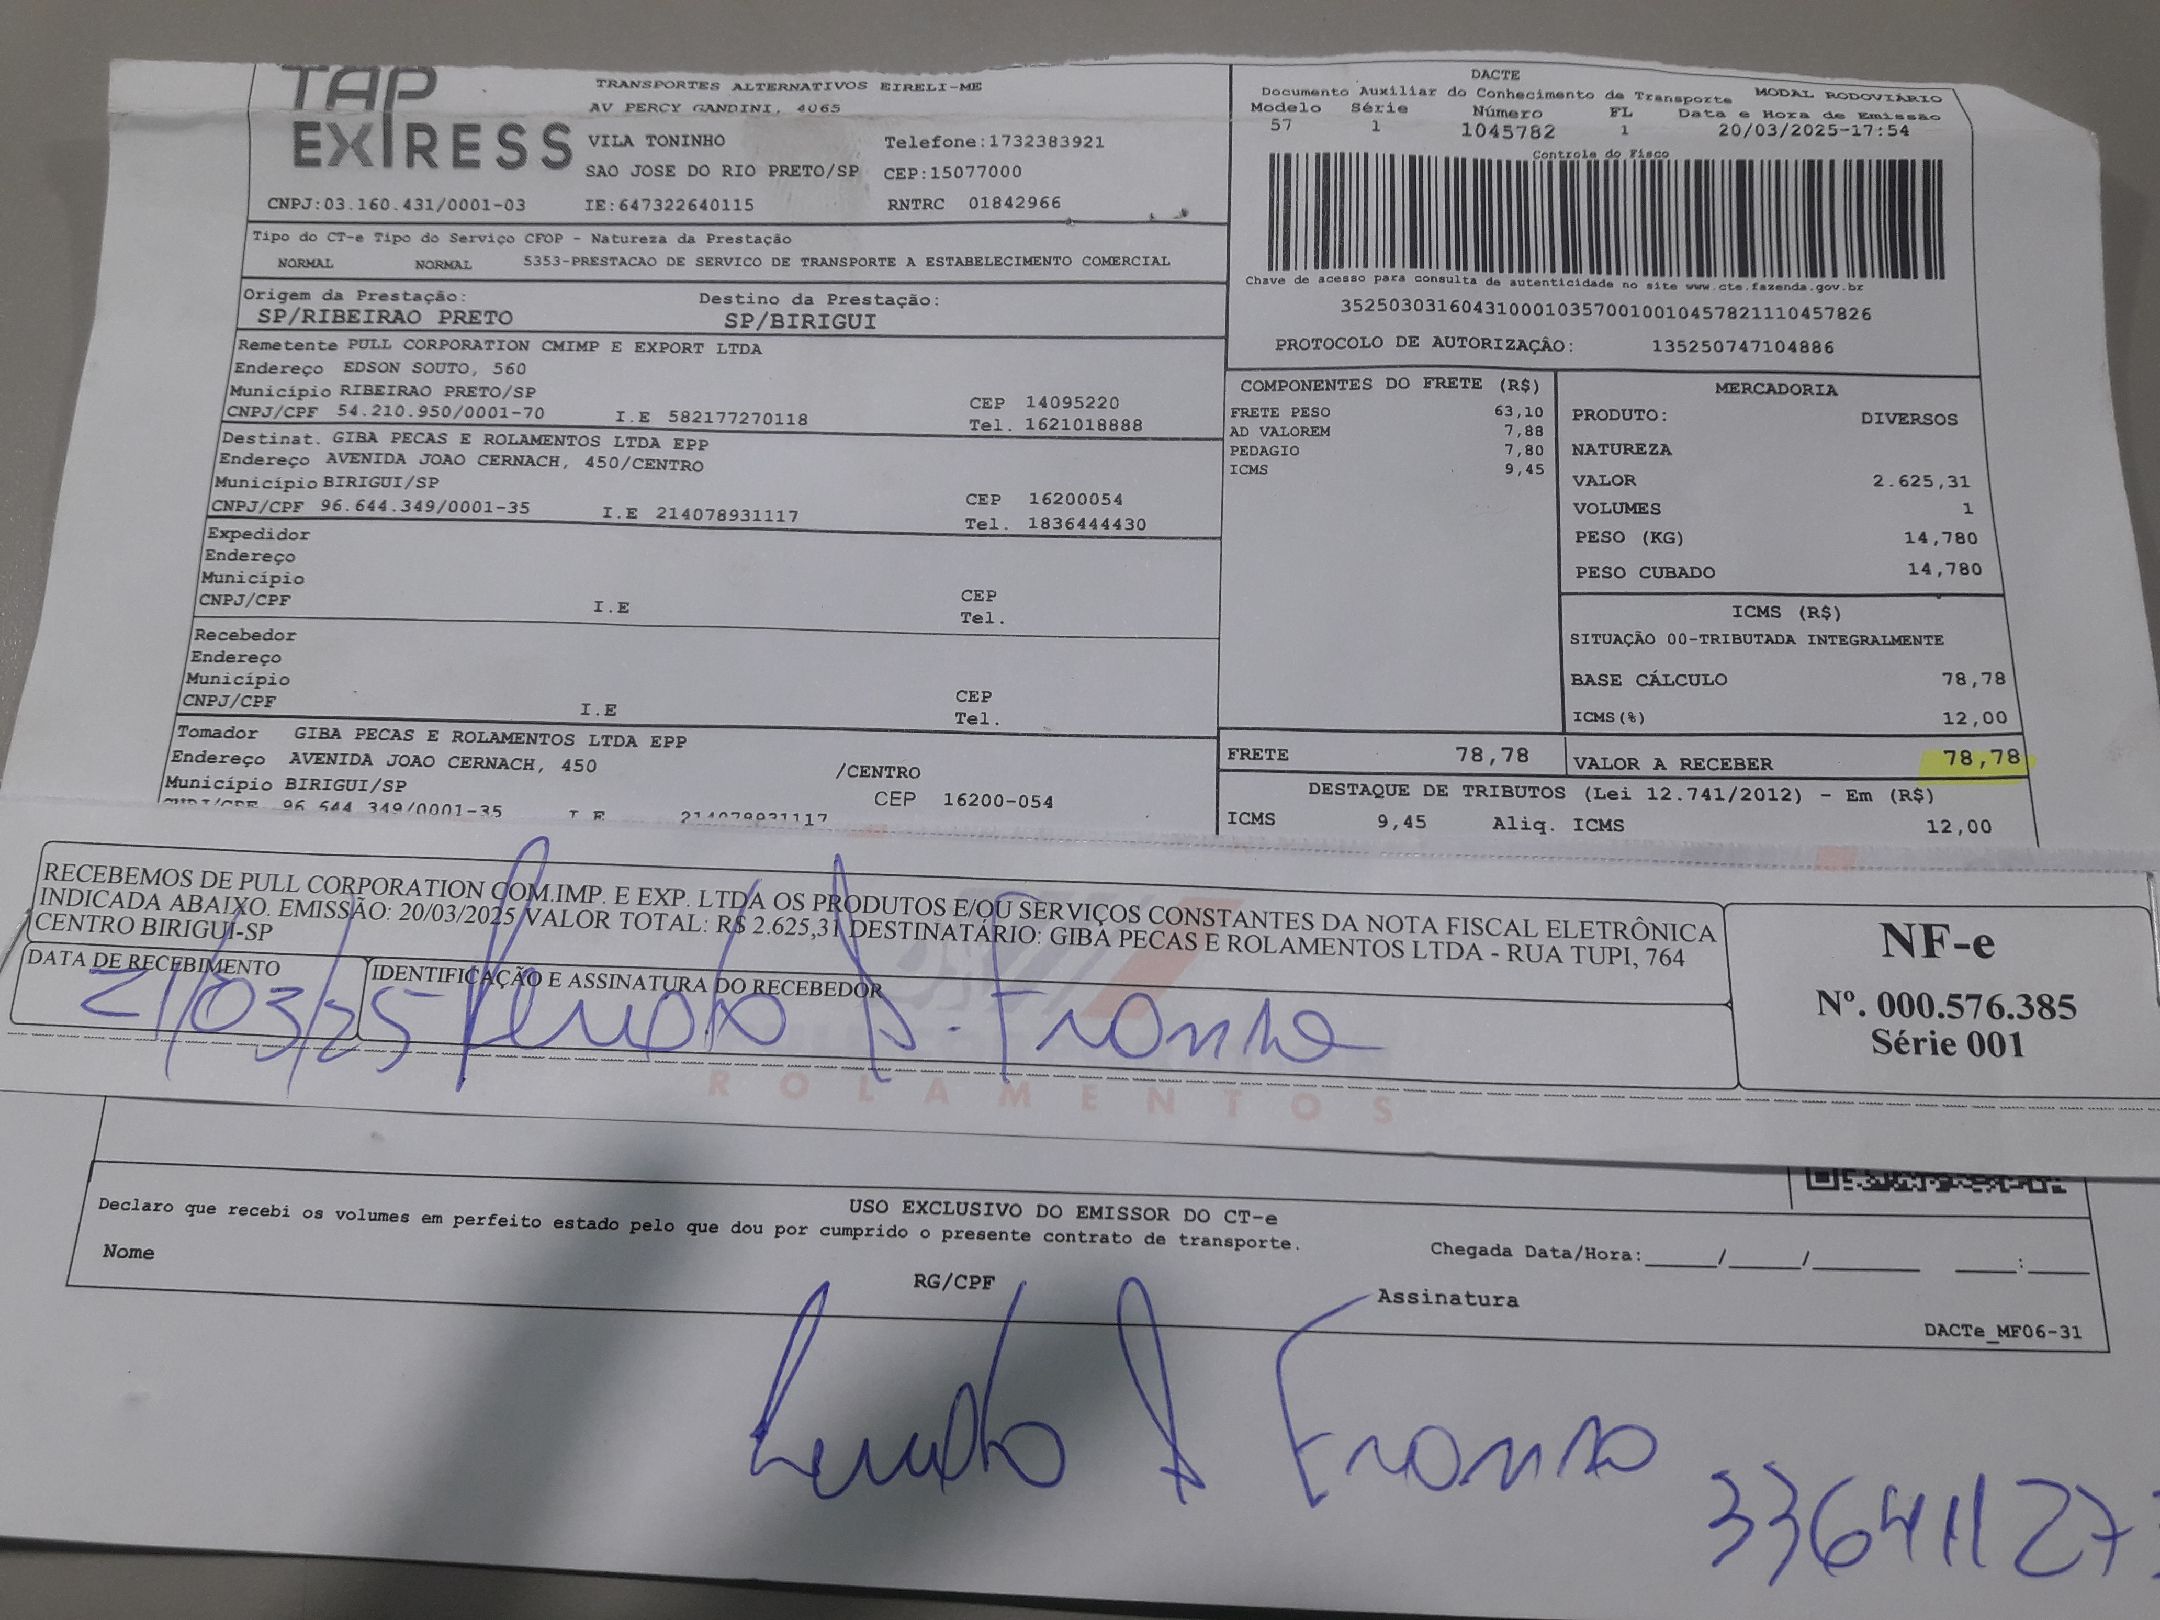 TAP
EXPRESS
TRANSPORTES ALTERNATIVOS EIRELI-ME
AV PERCY GANDINI, 4065
VILA TONINHO Telefone:1732383921
SAO JOSE DO RIO PRETO/SP CEP:15077000
CNPJ:03.160.431/0001-03 IE:647322640115 RNTRC 01842966
DACTE
Documento Auxiliar do Conhecimento de Transporte MODAL RODOVIÁRIO
Modelo Série Número FL Data e Hora de Emissão
57 1 1045782 1 20/03/2025-17:54
Controle do Fisco
Chave de acesso para consulta de autenticidade no site www.cte.fazenda.gov.br
35250303160431000103570010010457821110457826
PROTOCOLO DE AUTORIZAÇÂO: 135250747104886
Tipo do CT-e Tipo do Serviço CFOP - Natureza da Prestação
NORMAL NORMAL 5353-PRESTACAO DE SERVICO DE TRANSPORTE A ESTABELECIMENTO COMERCIAL
Origem da Prestação: Destino da Prestação:
SP/RIBEIRAO PRETO SP/BIRIGUI
Remetente PULL CORPORATION CMIMP E EXPORT LTDA
Endereço EDSON SOUTO, 560
Município RIBEIRAO PRETO/SP CEP 14095220
CNPJ/CPF 54.210.950/0001-70 I.E 582177270118 Tel. 1621018888
Destinat. GIBA PECAS E ROLAMENTOS LTDA EPP
Endereço AVENIDA JOAO CERNACH, 450/CENTRO
Município BIRIGUI/SP CEP 16200054
CNPJ/CPF 96.644.349/0001-35 I.E 214078931117 Tel. 1836444430
Expedidor
Endereço
Município CEP
CNPJ/CPF I.E Tel.
Recebedor
Endereço
Município CEP
CNPJ/CPF I.E Tel.
Tomador GIBA PECAS E ROLAMENTOS LTDA EPP
Endereço AVENIDA JOAO CERNACH, 450 /CENTRO
Município BIRIGUI/SP CEP 16200-054
CNPJ/CPF 96.644.349/0001-35 I.E 214078931117
COMPONENTES DO FRETE (R$)
FRETE PESO 63,10
AD VALOREM 7,88
PEDAGIO 7,80
ICMS 9,45
MERCADORIA
PRODUTO: DIVERSOS
NATUREZA
VALOR 2.625,31
VOLUMES 1
PESO (KG) 14,780
PESO CUBADO 14,780
ICMS (R$)
SITUAÇÃO 00-TRIBUTADA INTEGRALMENTE
BASE CÁLCULO 78,78
ICMS(%) 12,00
FRETE 78,78 VALOR A RECEBER 78,78
DESTAQUE DE TRIBUTOS (Lei 12.741/2012) - Em (R$)
ICMS 9,45 Aliq. ICMS 12,00
RECEBEMOS DE PULL CORPORATION COM.IMP. E EXP. LTDA OS PRODUTOS E/OU SERVIÇOS CONSTANTES DA NOTA FISCAL ELETRÔNICA
INDICADA ABAIXO. EMISSÃO: 20/03/2025 VALOR TOTAL: R$ 2.625,31 DESTINATÁRIO: GIBA PECAS E ROLAMENTOS LTDA - RUA TUPI, 764
CENTRO BIRIGUI-SP
DATA DE RECEBIMENTO IDENTIFICAÇÃO E ASSINATURA DO RECEBEDOR
21/03/25
NF-e
Nº. 000.576.385
Série 001
ROLAMENTOS
USO EXCLUSIVO DO EMISSOR DO CT-e
Declaro que recebi os volumes em perfeito estado pelo que dou por cumprido o presente contrato de transporte.
Nome RG/CPF Assinatura
Chegada Data/Hora:_____/_____/_______ ____:____
DACTe_MF06-31